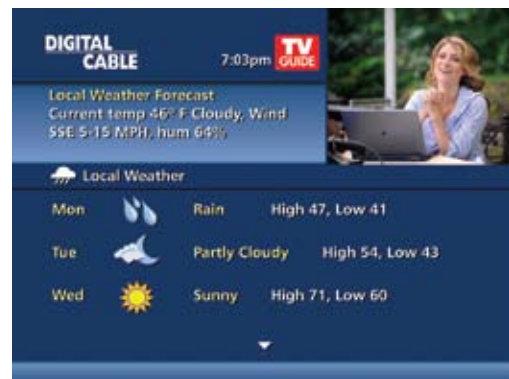 DIGITAL
CABLE
7:03pm
TV
GUIDE
Local Weather Forecast
Current temp 46° F Cloudy, Wind
SSE 5-15 MPH, hum 64%
Local Weather
Mon Rain High 47, Low 41
Tue Partly Cloudy High 54, Low 43
Wed Sunny High 71, Low 60